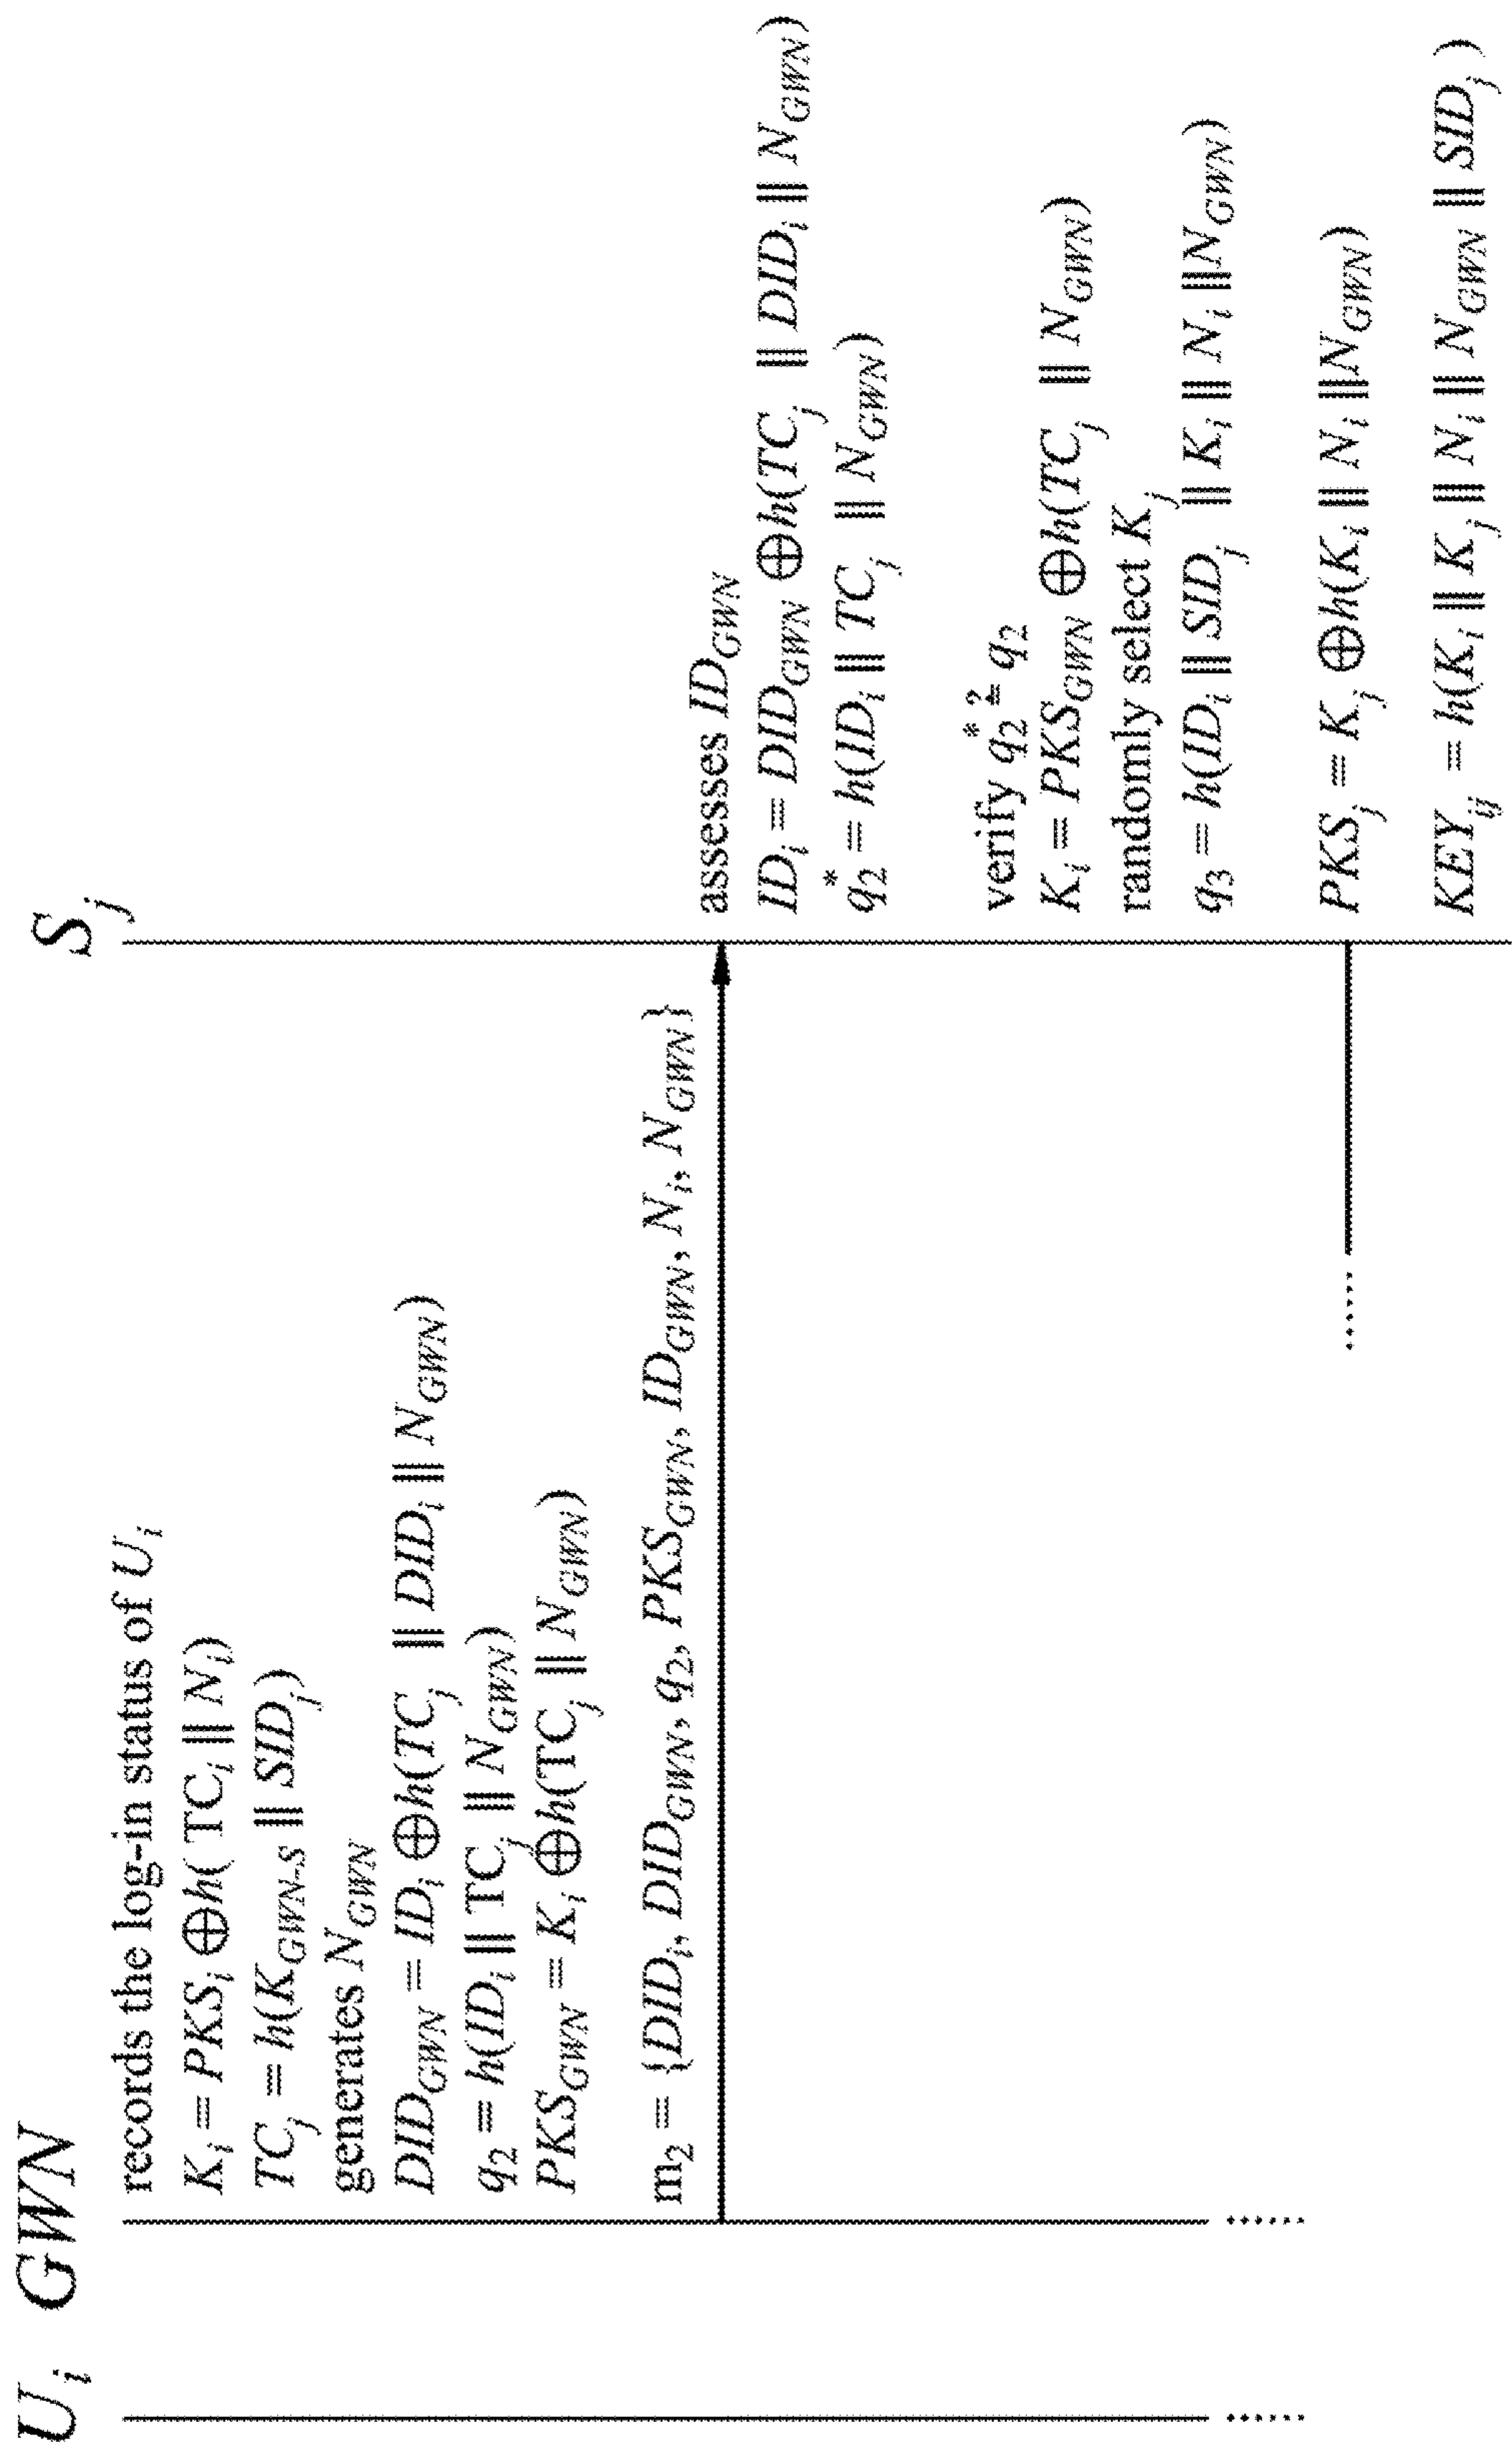 U_i GWN S_j
records the log-in status of U_i
K_i = PKS_i ⊕h( TC_i || N_i)
TC_j = h(K_GWN-S || SID_j)
generates N_GWN
DID_GWN = ID_i ⊕h(TC_j || DID_i || N_GWN)
q_2 = h(ID_i || TC_j || N_GWN)
PKS_GWN = K_i ⊕h(TC_j || N_GWN)
m_2 = {DID_i, DID_GWN, q_2, PKS_GWN, ID_GWN, N_i, N_GWN}
assesses ID_GWN
ID_i = DID_GWN ⊕h(TC_j || DID_i || N_GWN)
q_2^* = h(ID_i || TC_j || N_GWN)
verify q_2^* ≟ q_2
K_i = PKS_GWN ⊕h(TC_j || N_GWN)
randomly select K_j
q_3 = h(ID_i || SID_j || K_i || N_i ||N_GWN)
PKS_j = K_j ⊕h(K_i || N_i ||N_GWN)
KEY_ij = h(K_i || K_j || N_i || N_GWN || SID_j )